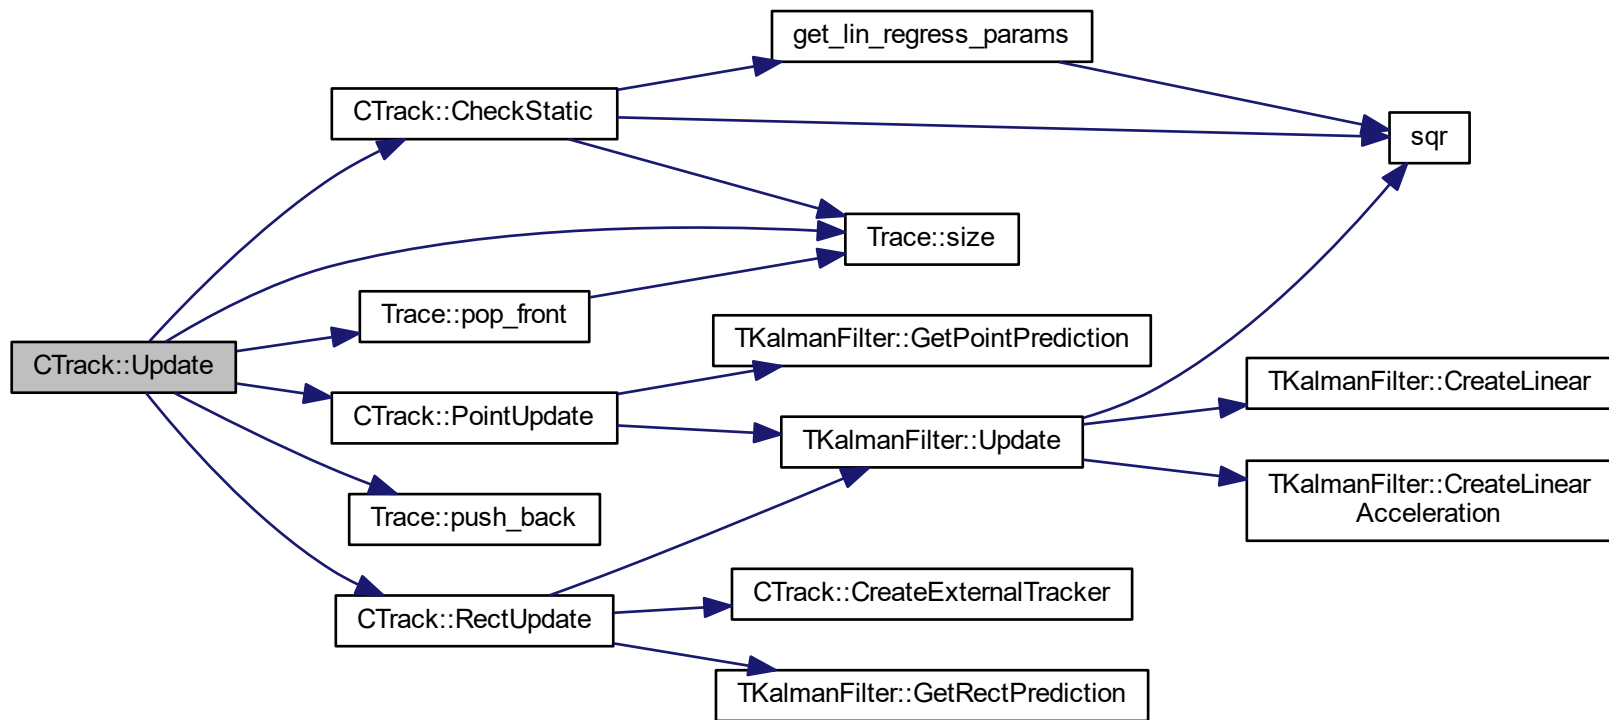 get_lin_regress_params
CTrack::CheckStatic
sqr
Trace::size
Trace::pop_front
TKalmanFilter::GetPointPrediction
CTrack::Update
TKalmanFilter::CreateLinear
CTrack::PointUpdate
TKalmanFilter::Update
TKalmanFilter::CreateLinear
Acceleration
Trace::push_back
CTrack::CreateExternalTracker
CTrack::RectUpdate
TKalmanFilter::GetRectPrediction